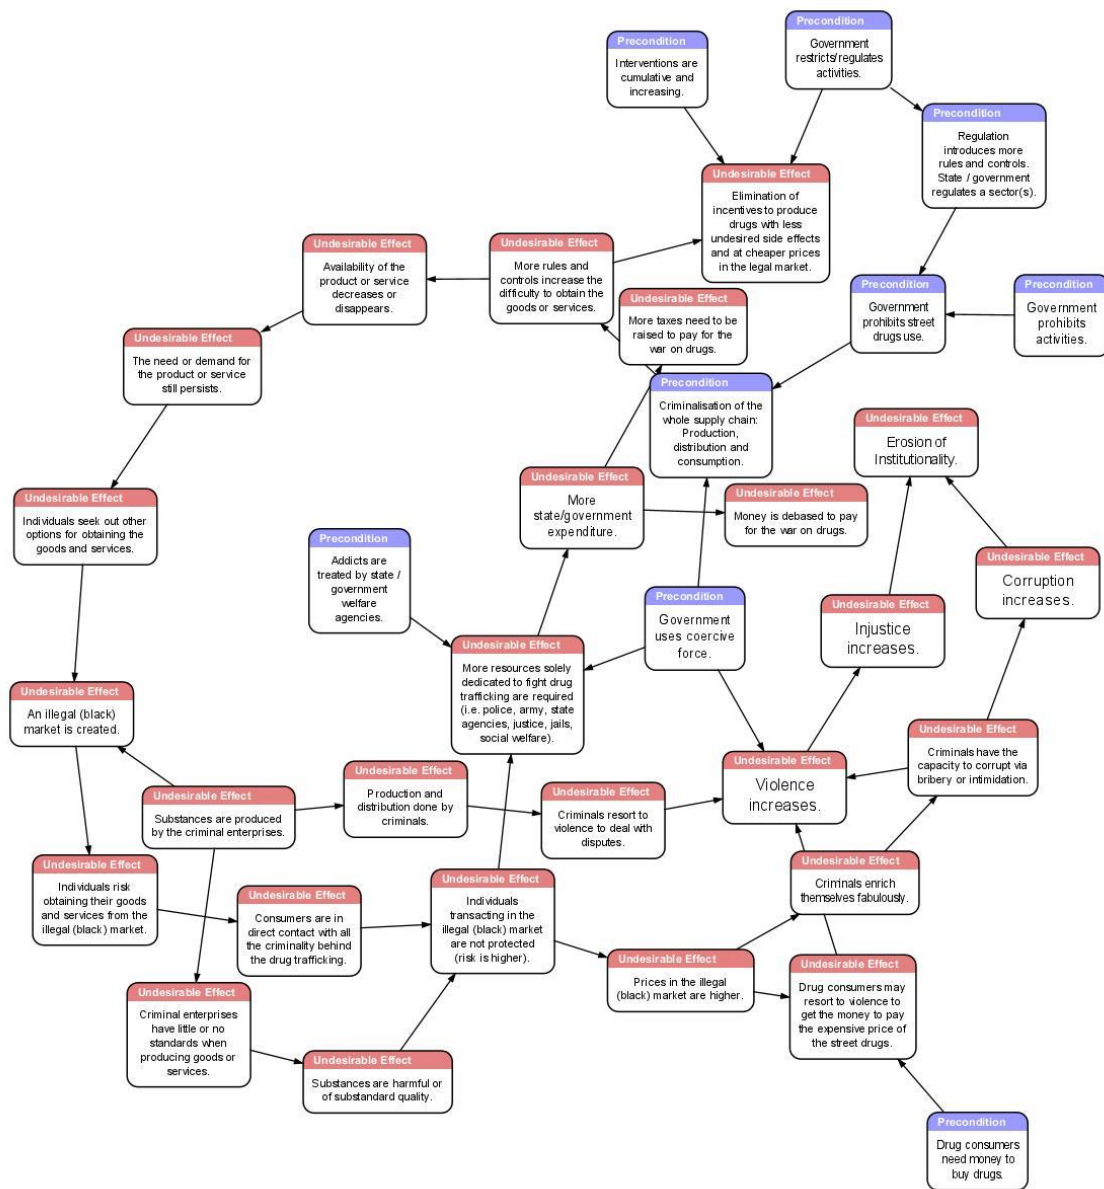 Precondition
Government
restricts/regulates
activities.
Precondition
Interventions are
cumulative and
increasing.
Precondition
Regulation
introduces more
rules and controls.
State / government
regulates a sector(s).
Undesirable Effect
Elimination of
incentives to produce
drugs with less
undesired side effects
and at cheaper prices
in the legal market.
Undesirable Effect
Availability of the
product or service
decreases or
disappears.
Undesirable Effect
More rules and
controls increase the
difficulty to obtain the
goods or services.
Undesirable Effect
More taxes need to be
raised to pay for the
war on drugs.
Precondition
Government
prohibits street
drugs use.
Precondition
Government
prohibits
activities.
Undesirable Effect
The need or demand for
the product or service
still persists.
Precondition
Criminalisation of the
whole supply chain:
Production,
distribution and
consumption.
Undesirable Effect
Erosion of
Institutionality.
Undesirable Effect
Individuals seek out other
options for obtaining the
goods and services.
Undesirable Effect
More
state/government
expenditure.
Undesirable Effect
Money is debased to pay
for the war on drugs.
Precondition
Addicts are
treated by state /
government
welfare
agencies.
Undesirable Effect
Corruption
increases.
Precondition
Government
uses coercive
force.
Undesirable Effect
Injustice
increases.
Undesirable Effect
More resources solely
dedicated to fight drug
trafficking are required
(i.e. police, army, state
agencies, justice, jails,
social welfare).
Undesirable Effect
An illegal (black)
market is created.
Undesirable Effect
Criminals have the
capacity to corrupt via
bribery or intimidation.
Undesirable Effect
Violence
increases.
Undesirable Effect
Production and
distribution done by
criminals.
Undesirable Effect
Substances are produced
by the criminal enterprises.
Undesirable Effect
Criminals resort to
violence to deal with
disputes.
Undesirable Effect
Individuals risk
obtaining their goods
and services from the
illegal (black) market.
Undesirable Effect
Consumers are in
direct contact with all
the criminality behind
the drug trafficking.
Undesirable Effect
Individuals
transacting in the
illegal (black) market
are not protected
(risk is higher).
Undesirable Effect
Criminals enrich
themselves fabulously.
Undesirable Effect
Prices in the illegal
(black) market are higher.
Undesirable Effect
Drug consumers may
resort to violence to
get the money to pay
the expensive price of
the street drugs.
Undesirable Effect
Criminal enterprises
have little or no
standards when
producing goods or
services.
Undesirable Effect
Substances are harmful or
of substandard quality.
Precondition
Drug consumers
need money to
buy drugs.